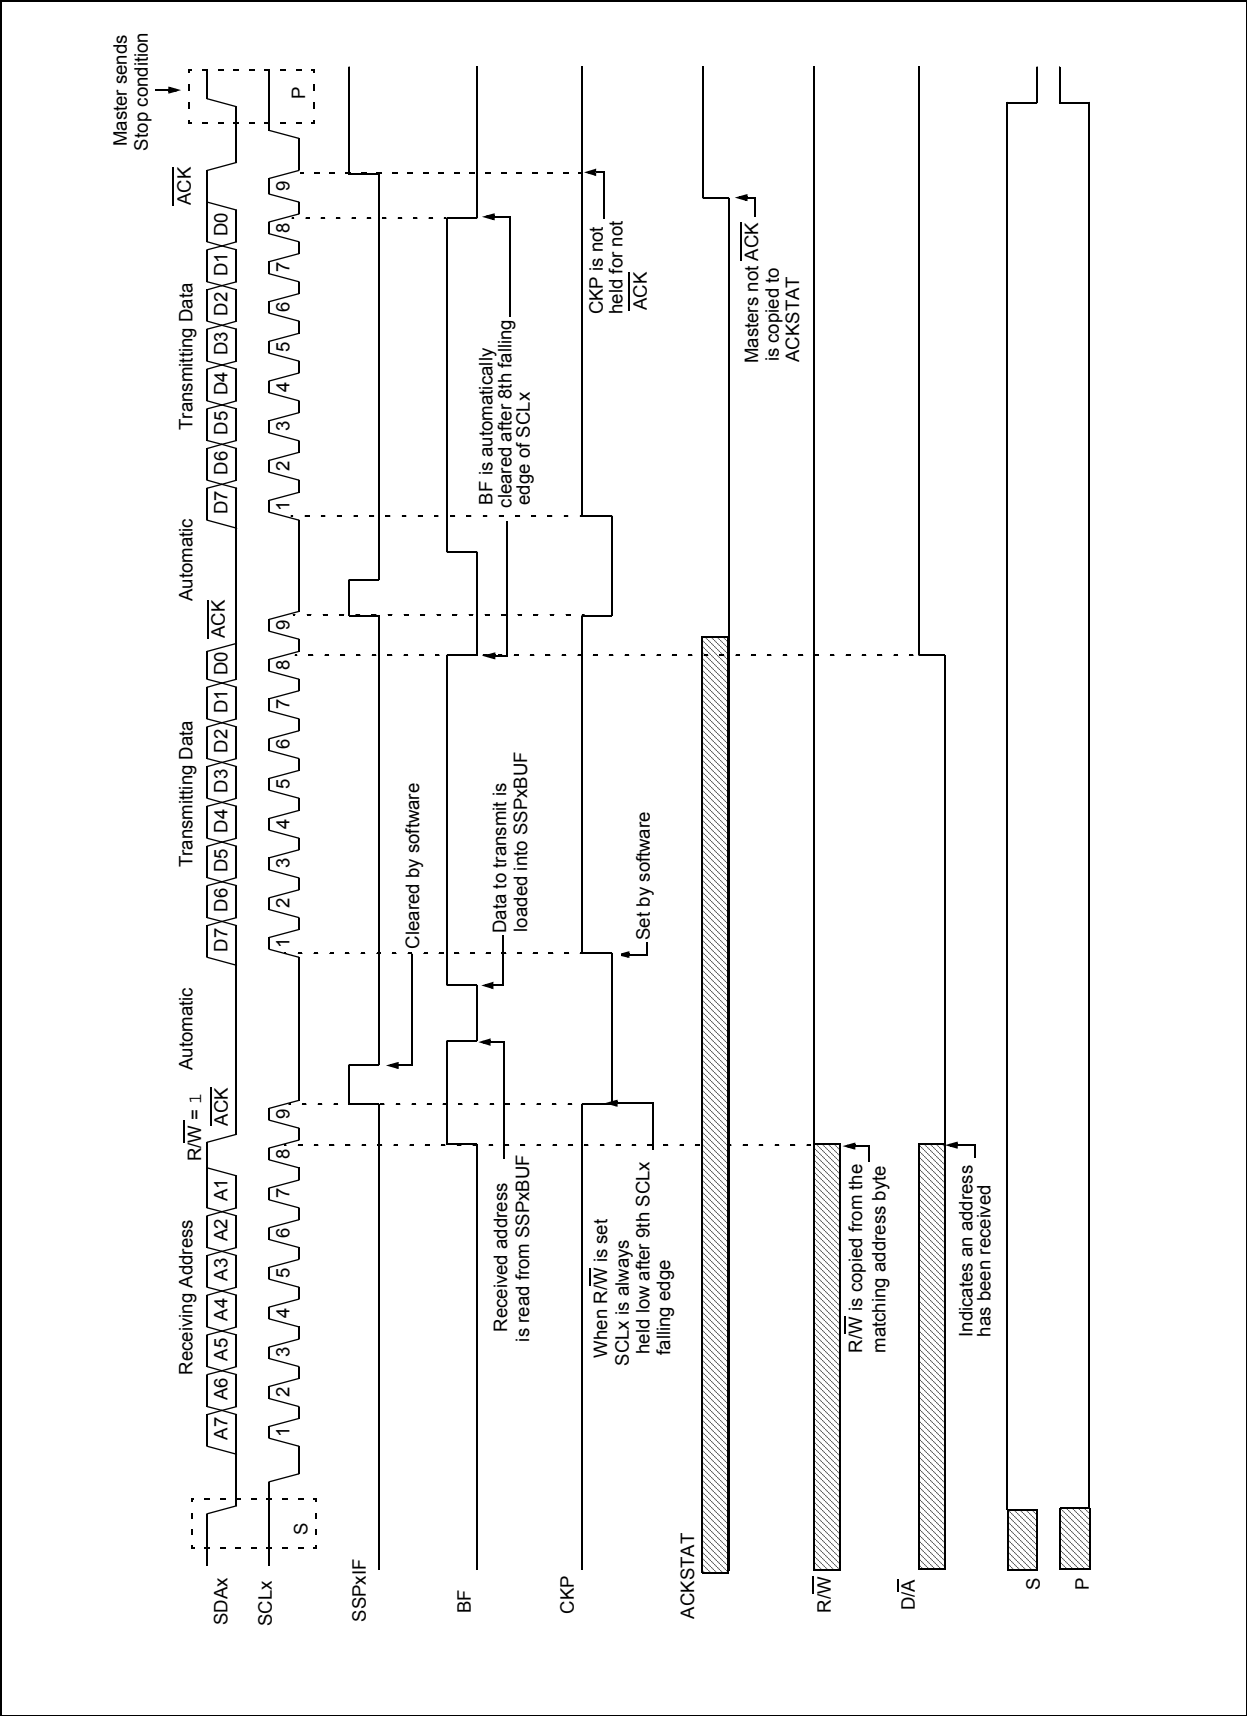 Master sends
Stop condition
Receiving Address
R/W = 1
ACK
Automatic
Transmitting Data
ACK
Automatic
Transmitting Data
ACK
SDAx
A7 A6 A5 A4 A3 A2 A1
D7 D6 D5 D4 D3 D2 D1 D0
D7 D6 D5 D4 D3 D2 D1 D0
SCLx
S
1 2 3 4 5 6 7 8 9
1 2 3 4 5 6 7 8 9
1 2 3 4 5 6 7 8 9
P
SSPxIF
Cleared by software
BF
Received address
is read from SSPxBUF
Data to transmit is
loaded into SSPxBUF
BF is automatically
cleared after 8th falling
edge of SCLx
CKP
When R/W is set
SCLx is always
held low after 9th SCLx
falling edge
Set by software
CKP is not
held for not
ACK
ACKSTAT
Masters not ACK
is copied to
ACKSTAT
R/W
R/W is copied from the
matching address byte
D/A
Indicates an address
has been received
S
P